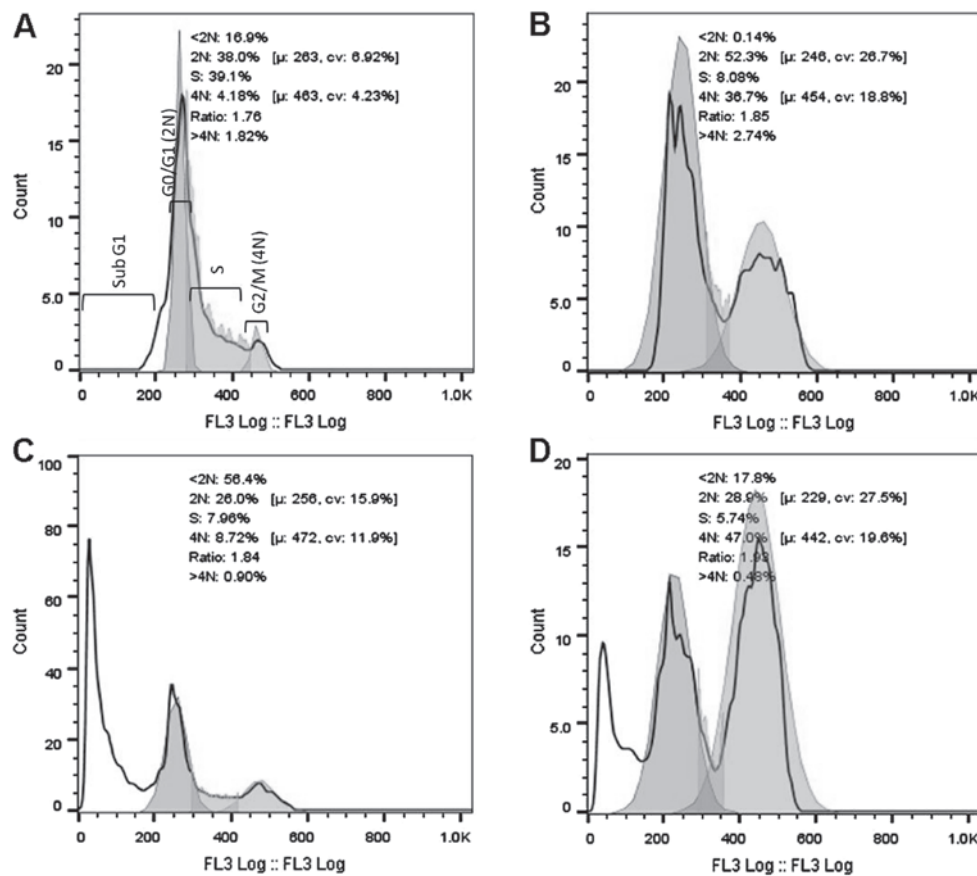 A
<2N: 16.9%
2N: 38.0% [µ: 263, cv: 6.92%]
S: 39.1%
4N: 4.18% [µ: 463, cv: 4.23%]
Ratio: 1.76
>4N: 1.82%
Sub G1
G0/G1 (2N)
S
G2/M (4N)
Count
20
15
10
5.0
0
0
200
400
600
800
1.0K
FL3 Log :: FL3 Log
B
<2N: 0.14%
2N: 52.3% [µ: 246, cv: 26.7%]
S: 8.08%
4N: 36.7% [µ: 454, cv: 18.8%]
Ratio: 1.85
>4N: 2.74%
Count
20
15
10
5.0
0
0
200
400
600
800
1.0K
FL3 Log :: FL3 Log
C
<2N: 56.4%
2N: 26.0% [µ: 256, cv: 15.9%]
S: 7.96%
4N: 8.72% [µ: 472, cv: 11.9%]
Ratio: 1.84
>4N: 0.90%
Count
100
80
60
40
20
0
0
200
400
600
800
1.0K
FL3 Log :: FL3 Log
D
<2N: 17.8%
2N: 28.9% [µ: 229, cv: 27.5%]
S: 5.74%
4N: 47.0% [µ: 442, cv: 19.6%]
Ratio: 1.93
>4N: 0.48%
Count
20
15
10
5.0
0
0
200
400
600
800
1.0K
FL3 Log :: FL3 Log